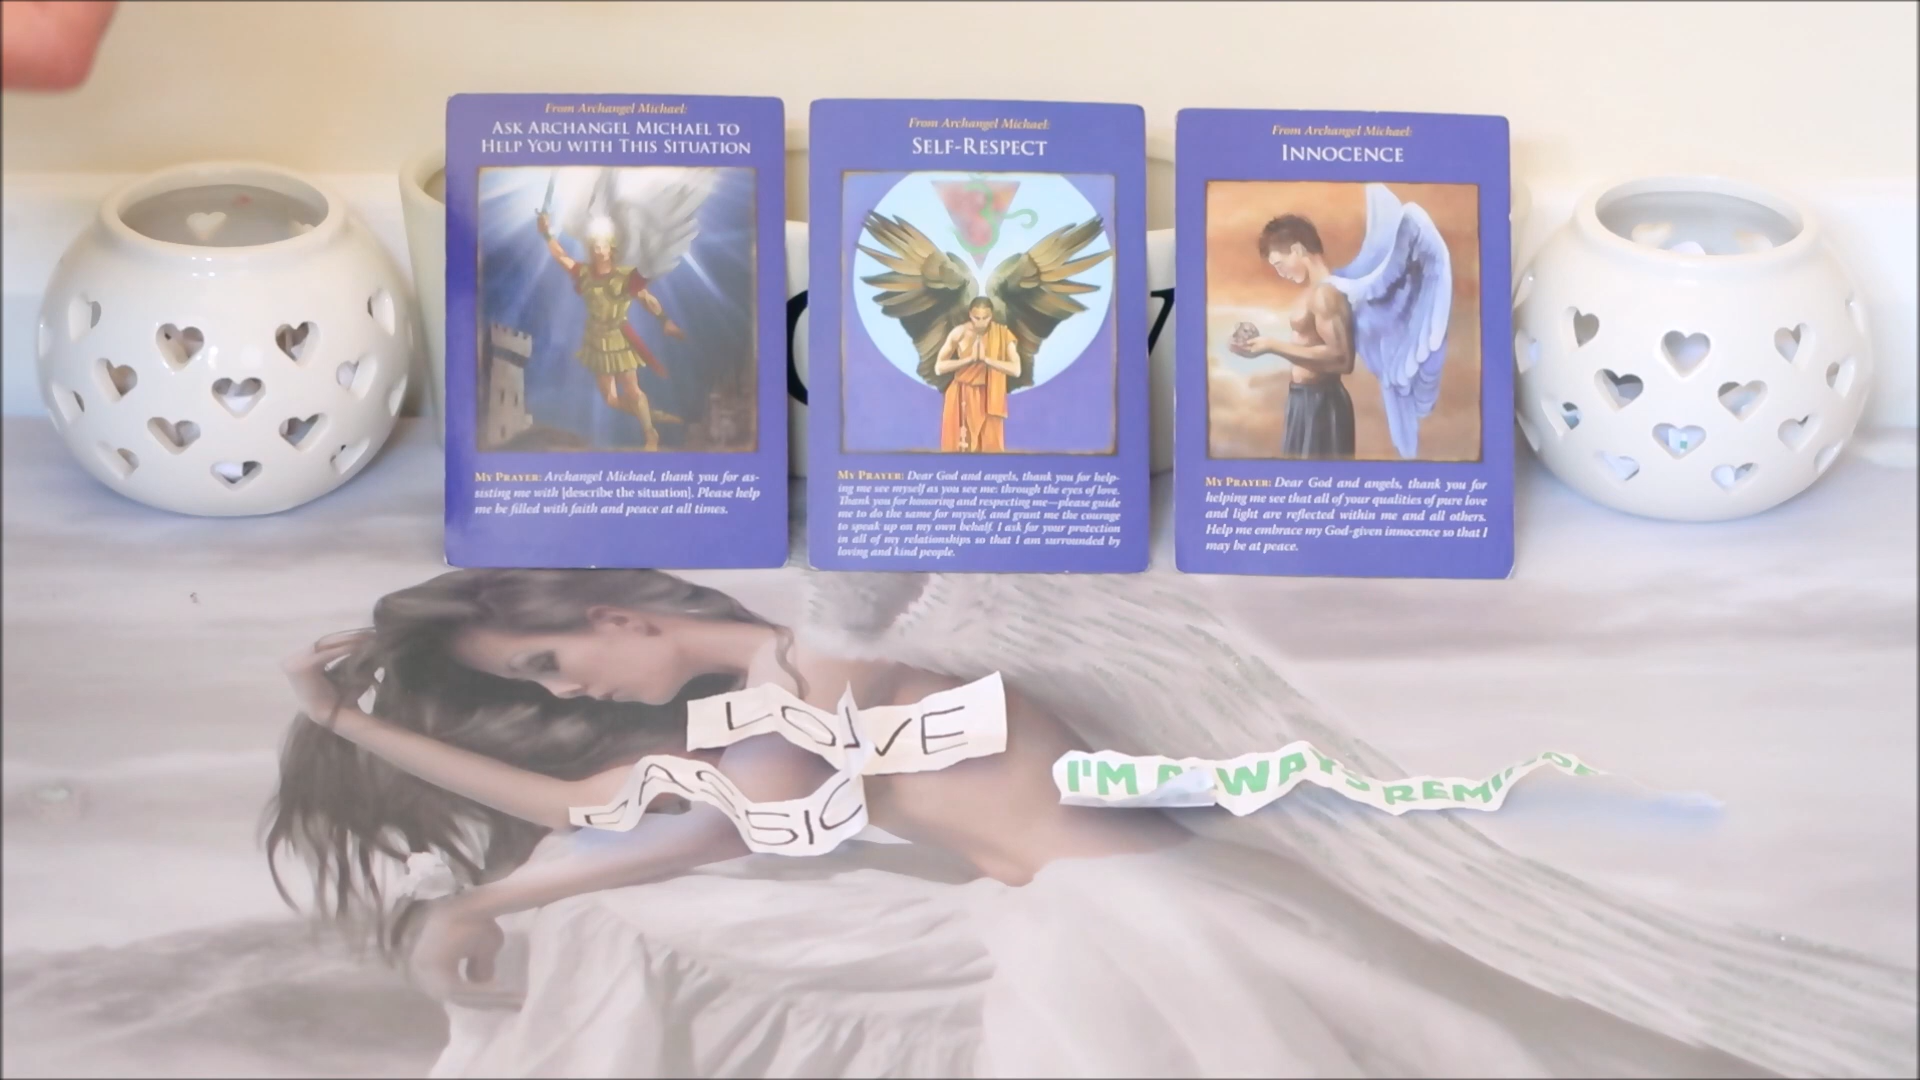 From Archangel Michael:
ASK ARCHANGEL MICHAEL TO
HELP YOU WITH THIS SITUATION
MY PRAYER: Archangel Michael, thank you for as-
sisting me with [describe the situation]. Please help
me be filled with faith and peace at all times.
From Archangel Michael:
SELF-RESPECT
MY PRAYER: Dear God and angels, thank you for help-
ing me see myself as you see me: through the eyes of love.
Thank you for honoring and respecting me—please guide
me to do the same for myself, and grant me the courage
to speak up on my own behalf. I ask for your protection
in all of my relationships so that I am surrounded by
loving and kind people.
From Archangel Michael:
INNOCENCE
MY PRAYER: Dear God and angels, thank you for
helping me see that all of your qualities of pure love
and light are reflected within me and all others.
Help me embrace my God-given innocence so that I
may be at peace.
LOVE
I'M ALWAYS